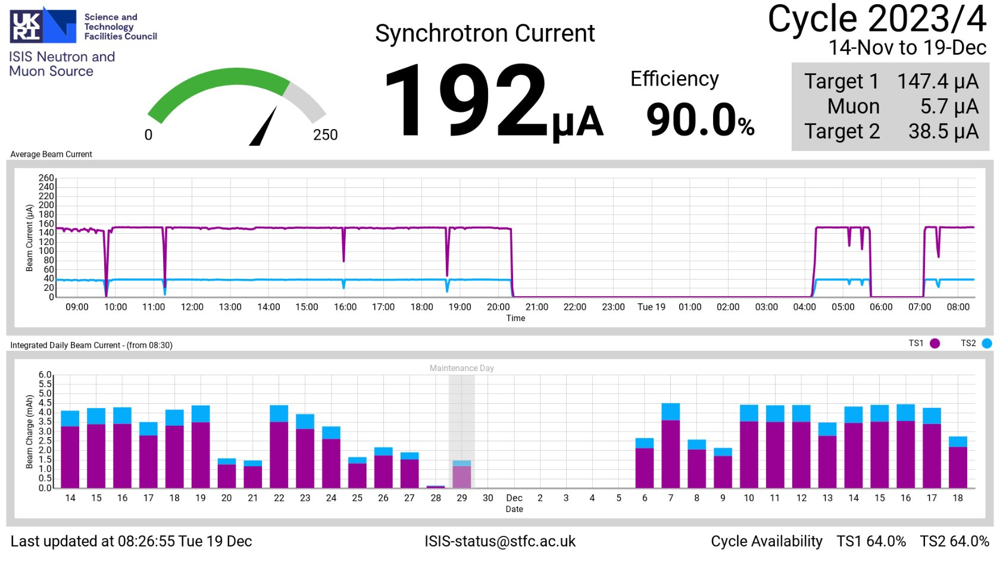 UK
RI
Science and
Technology
Facilities Council
ISIS Neutron and
Muon Source
0
250
Synchrotron Current
192µA
Efficiency
90.0%
Cycle 2023/4
14-Nov to 19-Dec
Target 1 147.4 µA
Muon 5.7 µA
Target 2 38.5 µA
Average Beam Current
Beam Current (µA)
260
240
220
200
180
160
140
120
100
80
60
40
20
0
09:00 10:00 11:00 12:00 13:00 14:00 15:00 16:00 17:00 18:00 19:00 20:00 21:00 22:00 23:00 Tue 19 01:00 02:00 03:00 04:00 05:00 06:00 07:00 08:00
Time
Integrated Daily Beam Current - (from 08:30)
TS1 TS2
Maintenance Day
Beam Charge (mAh)
6.0
5.5
5.0
4.5
4.0
3.5
3.0
2.5
2.0
1.5
1.0
0.5
0.0
14 15 16 17 18 19 20 21 22 23 24 25 26 27 28 29 30 Dec 2 3 4 5 6 7 8 9 10 11 12 13 14 15 16 17 18
Date
Last updated at 08:26:55 Tue 19 Dec
ISIS-status@stfc.ac.uk
Cycle Availability TS1 64.0% TS2 64.0%